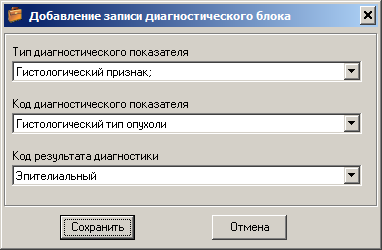 Добавление записи диагностического блока
Тип диагностического показателя
Гистологический признак;
Код диагностического показателя
Гистологический тип опухоли
Код результата диагностики
Эпителиальный
Сохранить
Отмена